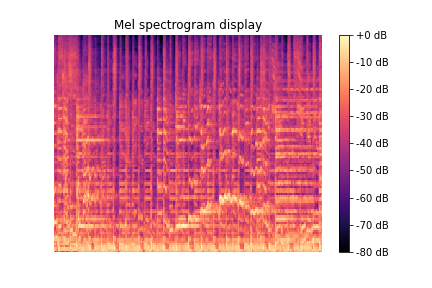 Mel spectrogram display
+0 dB
-10 dB
-20 dB
-30 dB
-40 dB
-50 dB
-60 dB
-70 dB
-80 dB